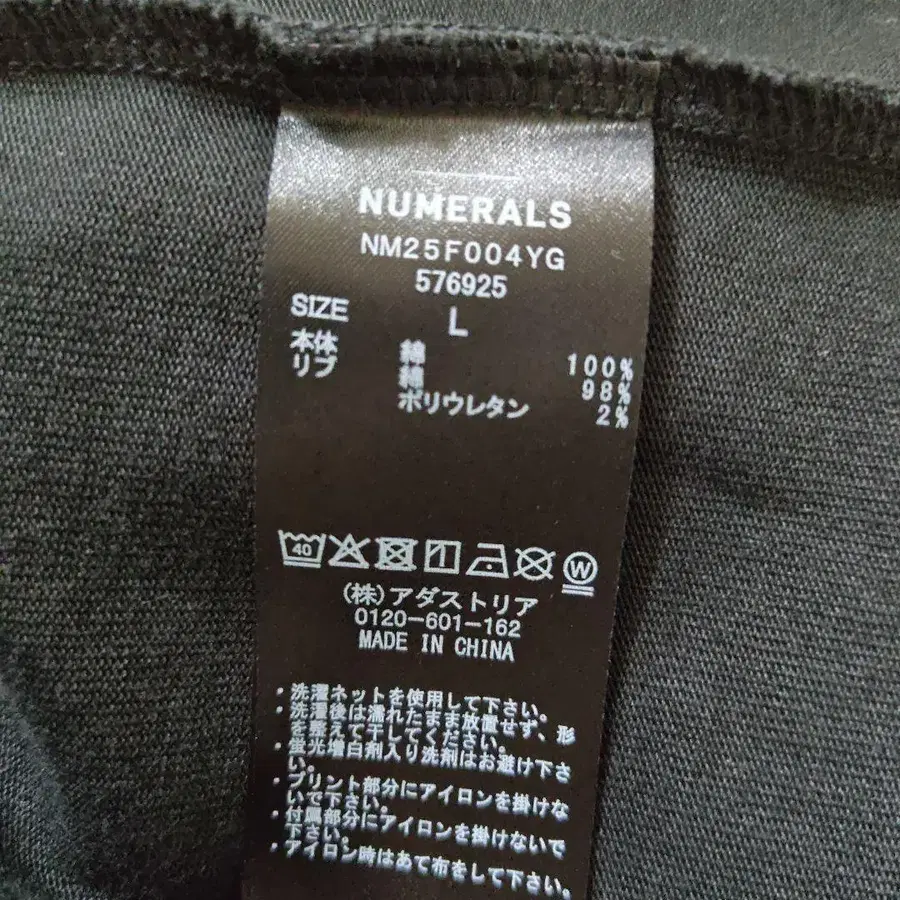 NUMERALS
NM25F004YG
576925
SIZE L
本体 綿 100%
リブ 綿 98%
ポリウレタン 2%
40
W
(株)アダストリア
0120-601-162
MADE IN CHINA
・洗濯ネットを使用して下さい。
・洗濯後は濡れたまま放置せず、形
を整えて干してください。
・蛍光増白剤入り洗剤はお避け下さ
い。
・プリント部分にアイロンを掛けな
いで下さい。
・付属部分にアイロンを掛けないで
下さい。
・アイロン時はあて布をして下さい。